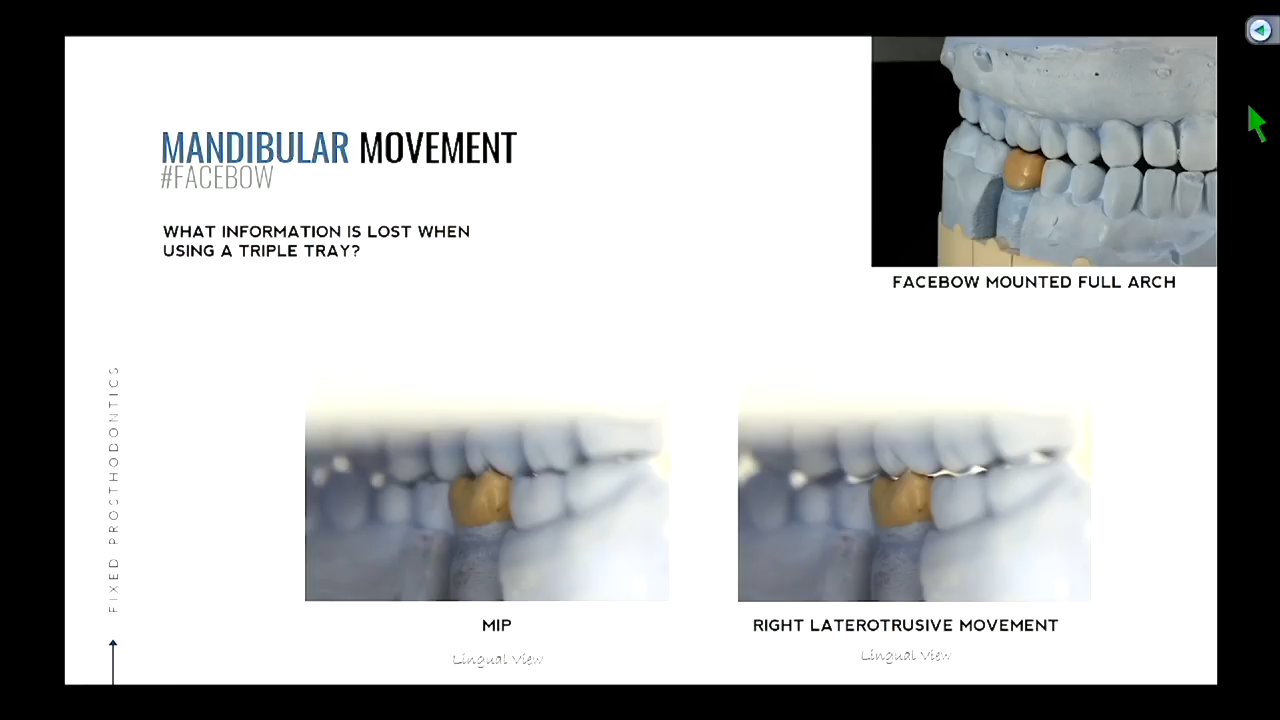 MANDIBULAR MOVEMENT
#FACEBOW
WHAT INFORMATION IS LOST WHEN
USING A TRIPLE TRAY?
FACEBOW MOUNTED FULL ARCH
FIXED PROSTHODONTICS
MIP
Lingual View
RIGHT LATEROTRUSIVE MOVEMENT
Lingual View